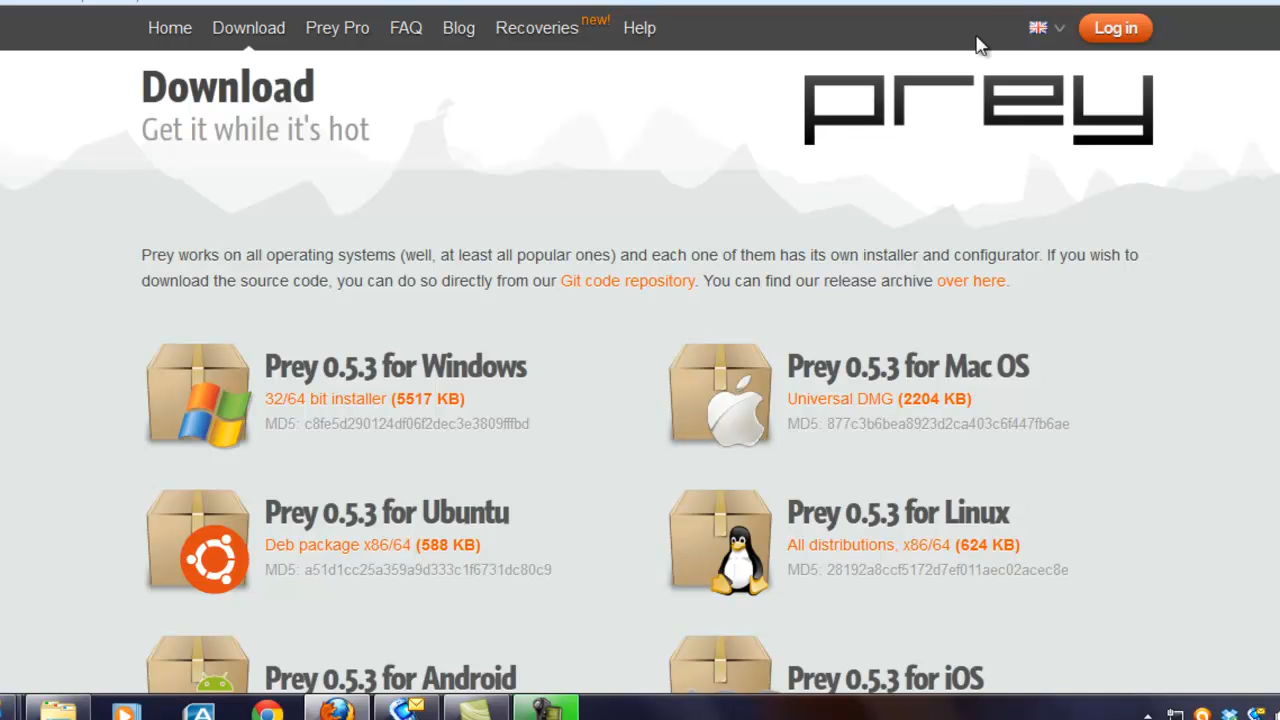 Home Download Prey Pro FAQ Blog Recoveries new! Help Log in
Download
Get it while it's hot
prey
Prey works on all operating systems (well, at least all popular ones) and each one of them has its own installer and configurator. If you wish to
download the source code, you can do so directly from our Git code repository. You can find our release archive over here.
Prey 0.5.3 for Windows
32/64 bit installer (5517 KB)
MD5: c8fe5d290124df06f2dec3e3809fffbd
Prey 0.5.3 for Mac OS
Universal DMG (2204 KB)
MD5: 877c3b6bea8923d2ca403c6f447fb6ae
Prey 0.5.3 for Ubuntu
Deb package x86/64 (588 KB)
MD5: a51d1cc25a359a9d333c1f6731dc80c9
Prey 0.5.3 for Linux
All distributions, x86/64 (624 KB)
MD5: 28192a8ccf5172d7ef011aec02acec8e
Prey 0.5.3 for Android
Prey 0.5.3 for iOS